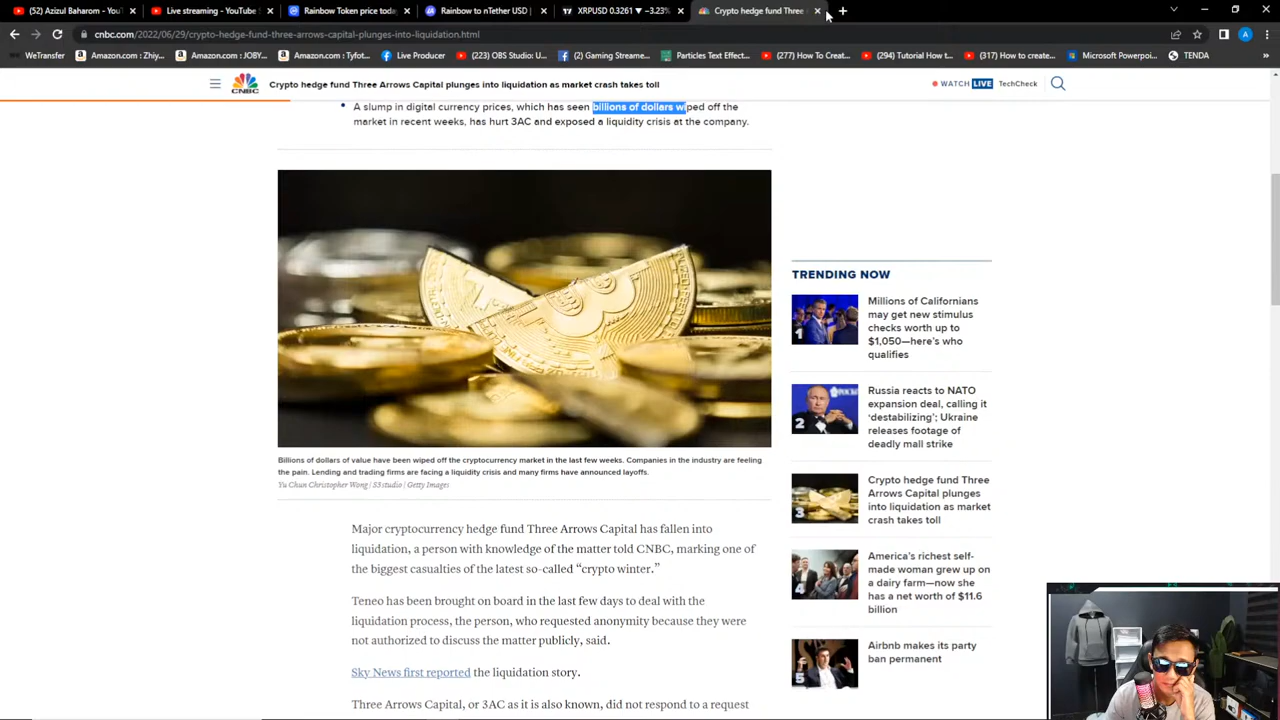 (52) Azizul Baharom - YouTube
Live streaming - YouTube
Rainbow Token price today
Rainbow to nTether USD
XRPUSD 0.3261 ▼ −3.23%
Crypto hedge fund Three
cnbc.com/2022/06/29/crypto-hedge-fund-three-arrows-capital-plunges-into-liquidation.html
WeTransfer
Amazon.com : Zhiy...
Amazon.com : JOBY...
Amazon.com : Tyfost...
Live Producer
(223) OBS Studio: U...
(2) Gaming Streame...
Particles Text Effect...
(277) How To Creat...
(294) Tutorial How t...
(317) How to create...
Microsoft Powerpoi...
TENDA
CNBC
Crypto hedge fund Three Arrows Capital plunges into liquidation as market crash takes toll
WATCH LIVE TechCheck
• A slump in digital currency prices, which has seen billions of dollars wiped off the
market in recent weeks, has hurt 3AC and exposed a liquidity crisis at the company.
Billions of dollars of value have been wiped off the cryptocurrency market in the last few weeks. Companies in the industry are feeling
the pain. Lending and trading firms are facing a liquidity crisis and many firms have announced layoffs.
Yu Chun Christopher Wong | S3studio | Getty Images
Major cryptocurrency hedge fund Three Arrows Capital has fallen into
liquidation, a person with knowledge of the matter told CNBC, marking one of
the biggest casualties of the latest so-called “crypto winter.”
Teneo has been brought on board in the last few days to deal with the
liquidation process, the person, who requested anonymity because they were
not authorized to discuss the matter publicly, said.
Sky News first reported the liquidation story.
Three Arrows Capital, or 3AC as it is also known, did not respond to a request
TRENDING NOW
1
Millions of Californians
may get new stimulus
checks worth up to
$1,050—here’s who
qualifies
2
Russia reacts to NATO
expansion deal, calling it
‘destabilizing’; Ukraine
releases footage of
deadly mall strike
3
Crypto hedge fund Three
Arrows Capital plunges
into liquidation as market
crash takes toll
4
America’s richest self-
made woman grew up on
a dairy farm—now she
has a net worth of $11.6
billion
5
Airbnb makes its party
ban permanent